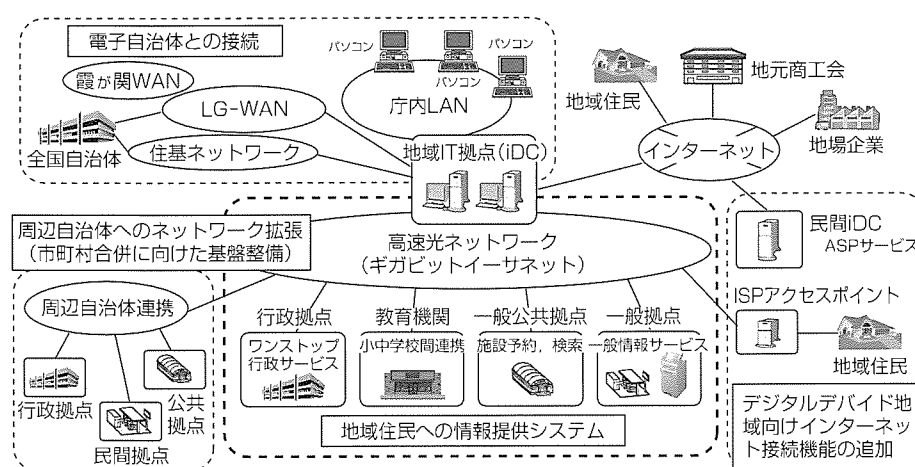 電子自治体との接続
パソコン
パソコン
パソコン
霞が関WAN
LG-WAN
庁内LAN
全国自治体
住基ネットワーク
地域IT拠点(iDC)
地域住民
地元商工会
インターネット
地場企業
周辺自治体へのネットワーク拡張
(市町村合併に向けた基盤整備)
高速光ネットワーク
(ギガビットイーサネット)
民間iDC
ASPサービス
周辺自治体連携
行政拠点
民間拠点
公共
拠点
行政拠点
ワンストップ
行政サービス
教育機関
小中学校間連携
一般公共拠点
施設予約，検索
一般拠点
一般情報サービス
地域住民への情報提供システム
ISPアクセスポイント
地域住民
デジタルデバイド地
域向けインターネッ
ト接続機能の追加